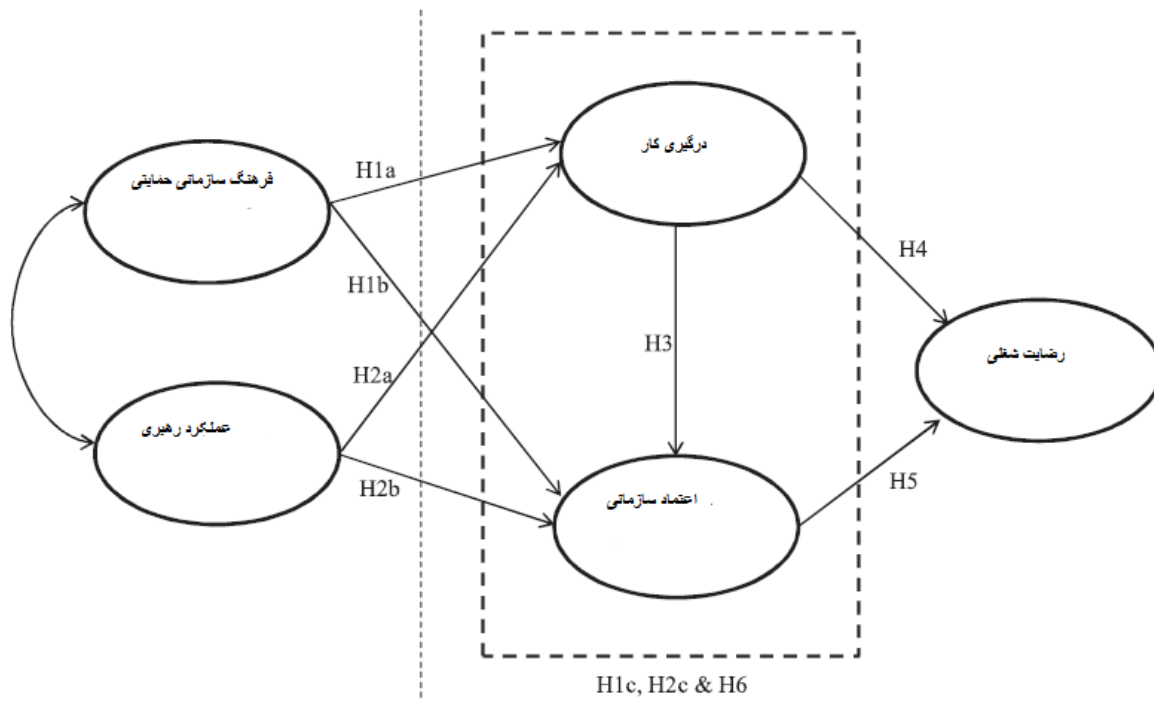 درگیری کار
فرهنگ سازمانی حمایتی
H1a
H4
H1b
H3
رضایت شغلی
H2a
عملکرد رهبری
H2b
اعتماد سازمانی
H5
H1c, H2c & H6